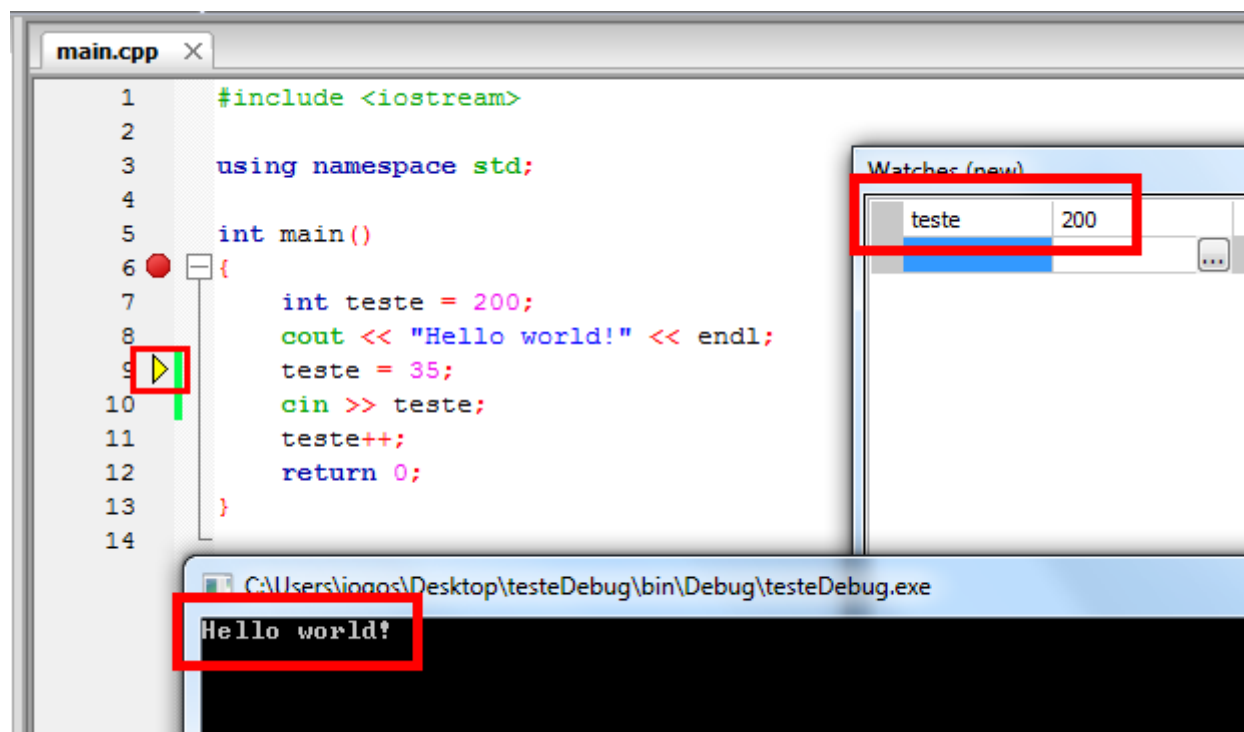 main.cpp
1 #include <iostream>
2
3 using namespace std;
4
5 int main()
6 {
7 int teste = 200;
8 cout << "Hello world!" << endl;
9 teste = 35;
10 cin >> teste;
11 teste++;
12 return 0;
13 }
14
Watches (new)
teste 200
...
C:\Users\jogos\Desktop\testeDebug\bin\Debug\testeDebug.exe
Hello world!